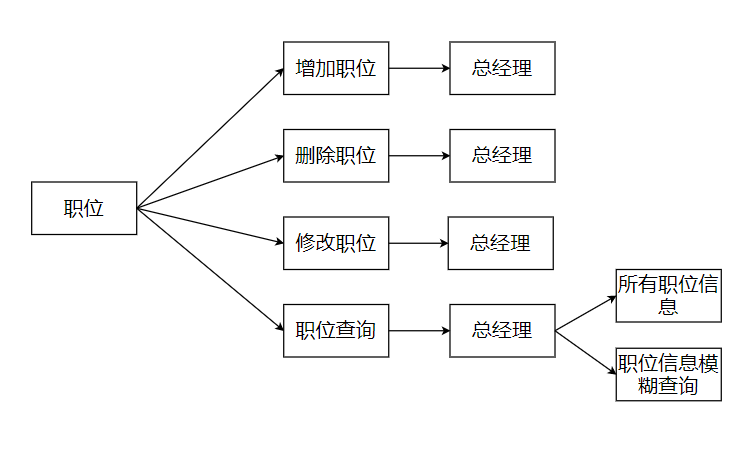 增加职位
总经理
删除职位
总经理
职位
修改职位
总经理
所有职位信
息
职位查询
总经理
职位信息模
糊查询